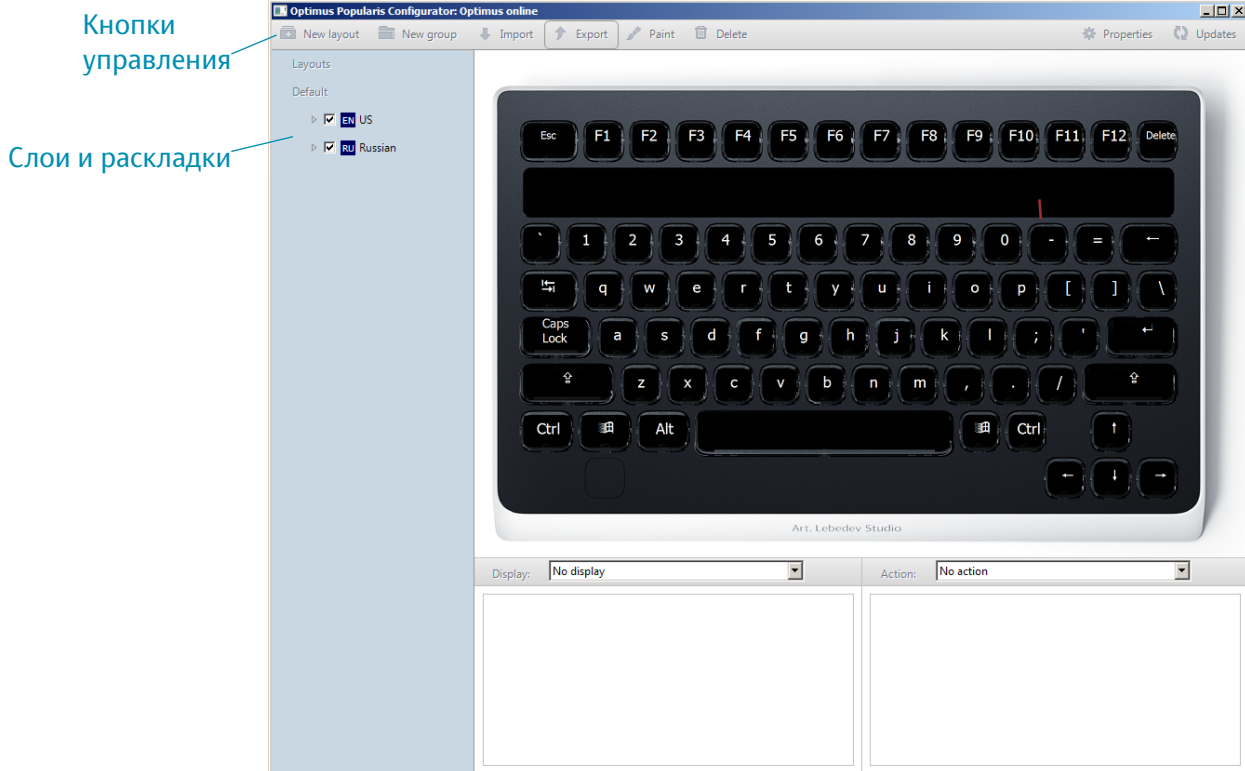 Кнопки
управления
Слои и раскладки
Optimus Popularis Configurator: Optimus online
New layout New group Import Export Paint Delete Properties Updates
Layouts
Default
EN US
RU Russian
Esc F1 F2 F3 F4 F5 F6 F7 F8 F9 F10 F11 F12 Delete
` 1 2 3 4 5 6 7 8 9 0 - = ←
q w e r t y u i o p [ ] \
Caps
Lock a s d f g h j k l ; ' ↵
⇪ z x c v b n m , . / ⇪
Ctrl Alt Ctrl ↑
← ↓ →
Art. Lebedev Studio
Display: No display Action: No action